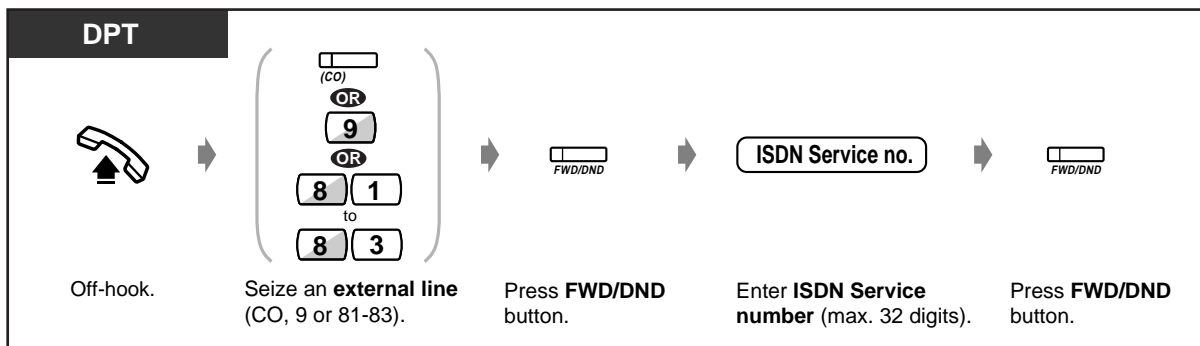 DPT
(CO)
OR
9
OR
8 1
to
8 3
FWD/DND
ISDN Service no.
FWD/DND
Off-hook.
Seize an external line
(CO, 9 or 81-83).
Press FWD/DND
button.
Enter ISDN Service
number (max. 32 digits).
Press FWD/DND
button.